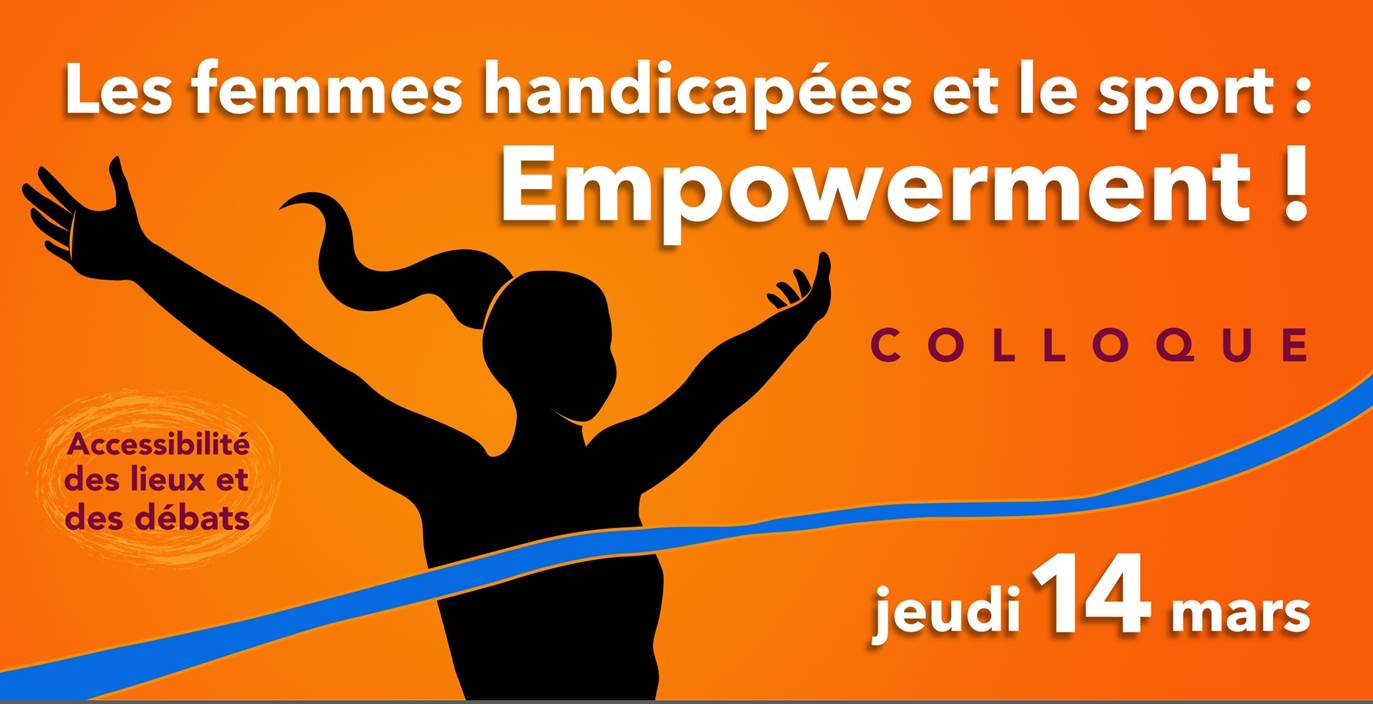 Les femmes handicapées et le sport :
Empowerment !
COLLOQUE
Accessibilité
des lieux et
des débats
jeudi 14 mars